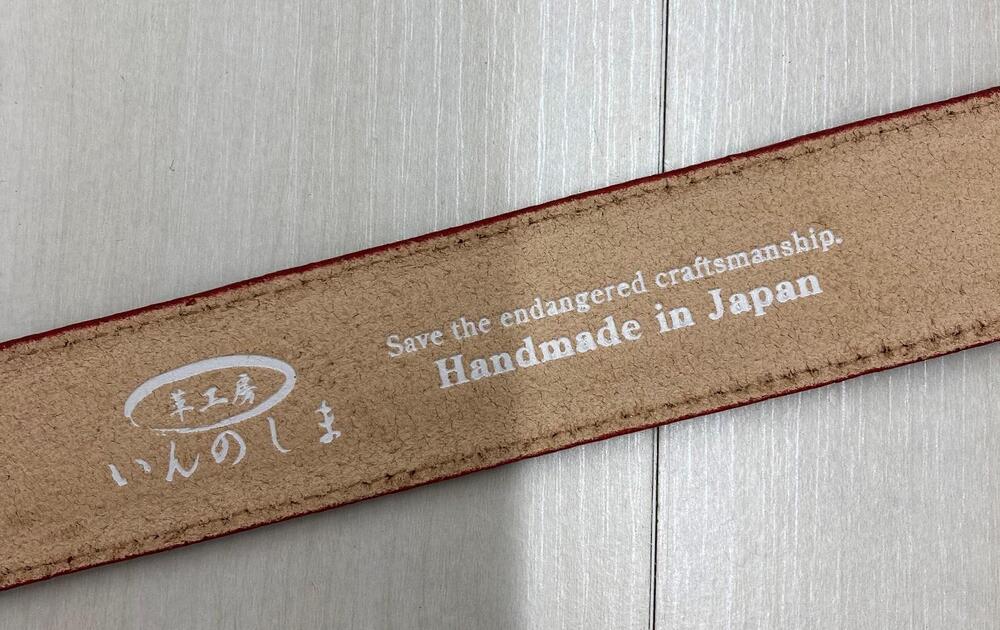 革工房
いんのしま
Save the endangered craftsmanship.
Handmade in Japan